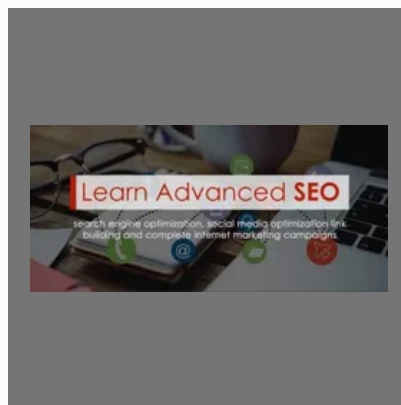 Learn Advanced SEO
search engine optimization, social media optimization link
building and complete internet marketing campaigns